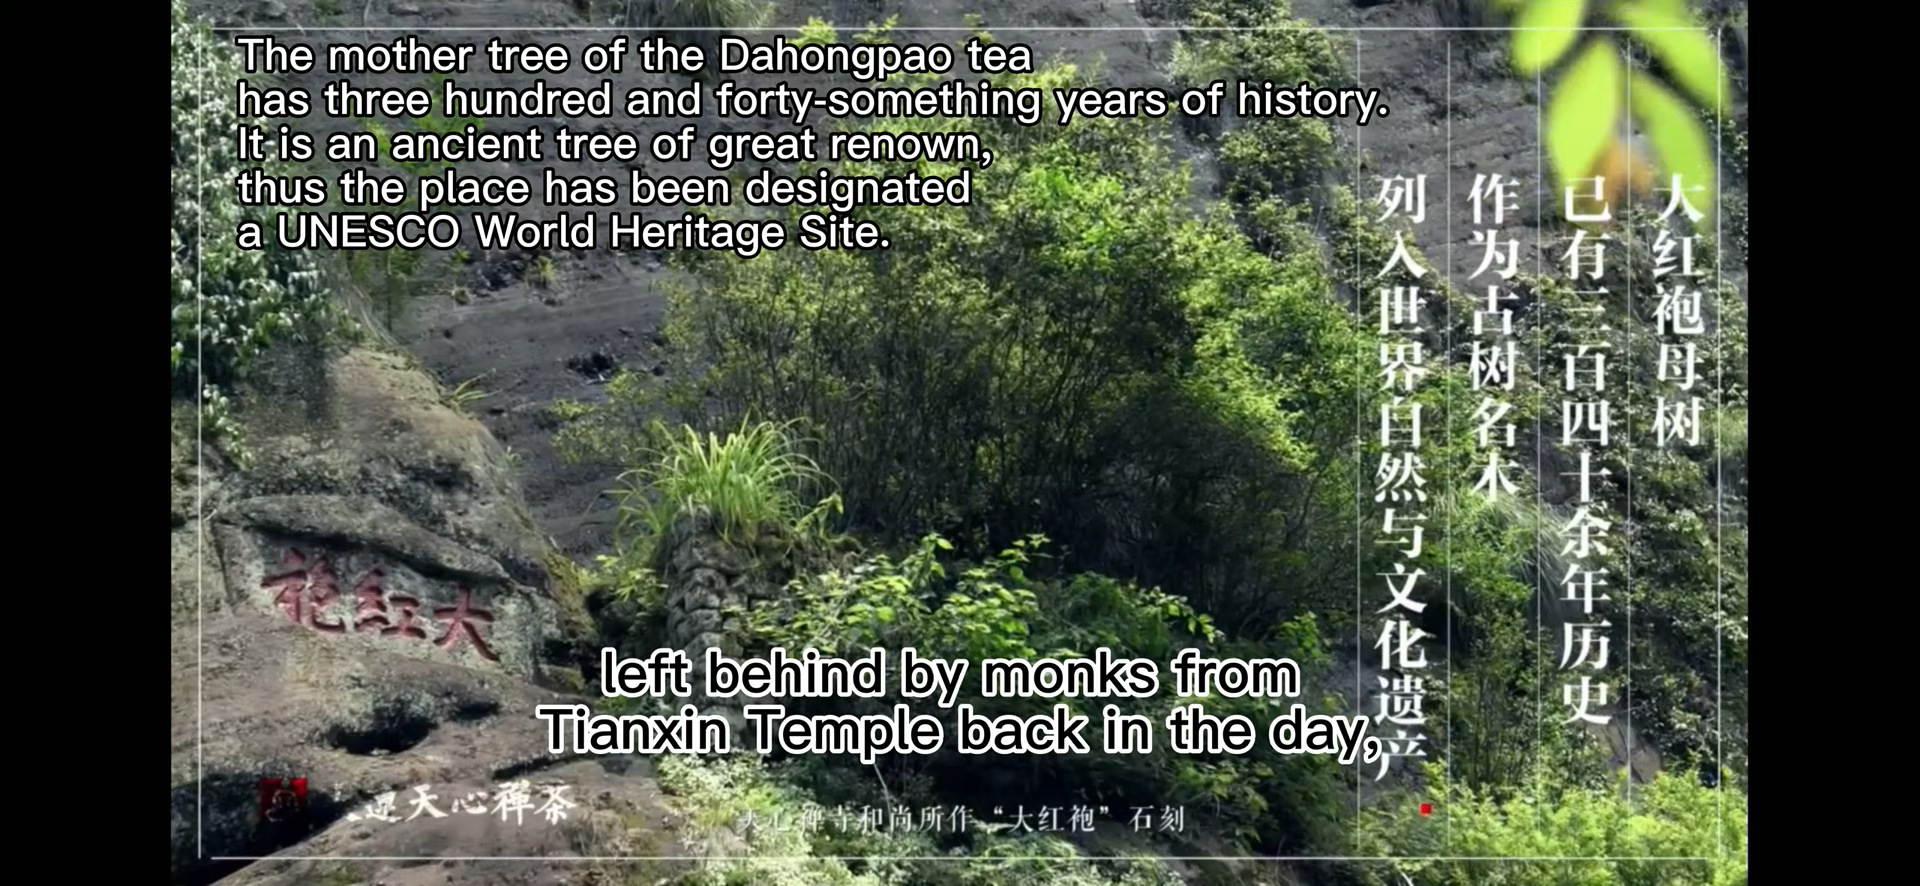 The mother tree of the Dahongpao tea
has three hundred and forty-something years of history.
It is an ancient tree of great renown,
thus the place has been designated
a UNESCO World Heritage Site.
大红袍母树
已有三百四十余年历史
作为古树名木
列入世界自然与文化遗产
大红袍
left behind by monks from
Tianxin Temple back in the day,
天心禅茶
天心禅寺和尚所作“大红袍”石刻